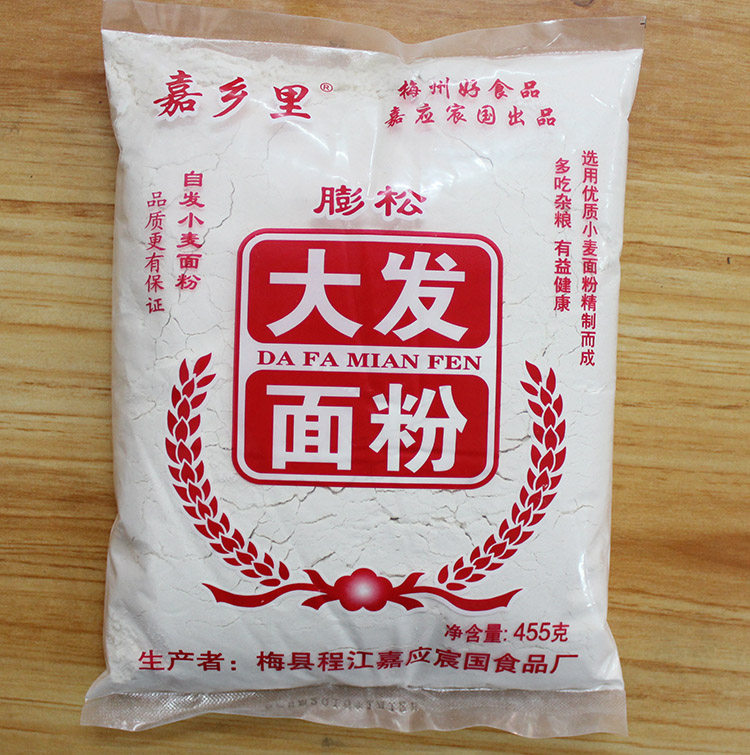 嘉乡里®
梅州好食品
嘉应宸国出品
自发小麦面粉
品质更有保证
膨松
选用优质小麦面粉精制而成
多吃杂粮 有益健康
大发
DA FA MIAN FEN
面粉
净含量: 455克
生产者: 梅县程江嘉应宸国食品厂